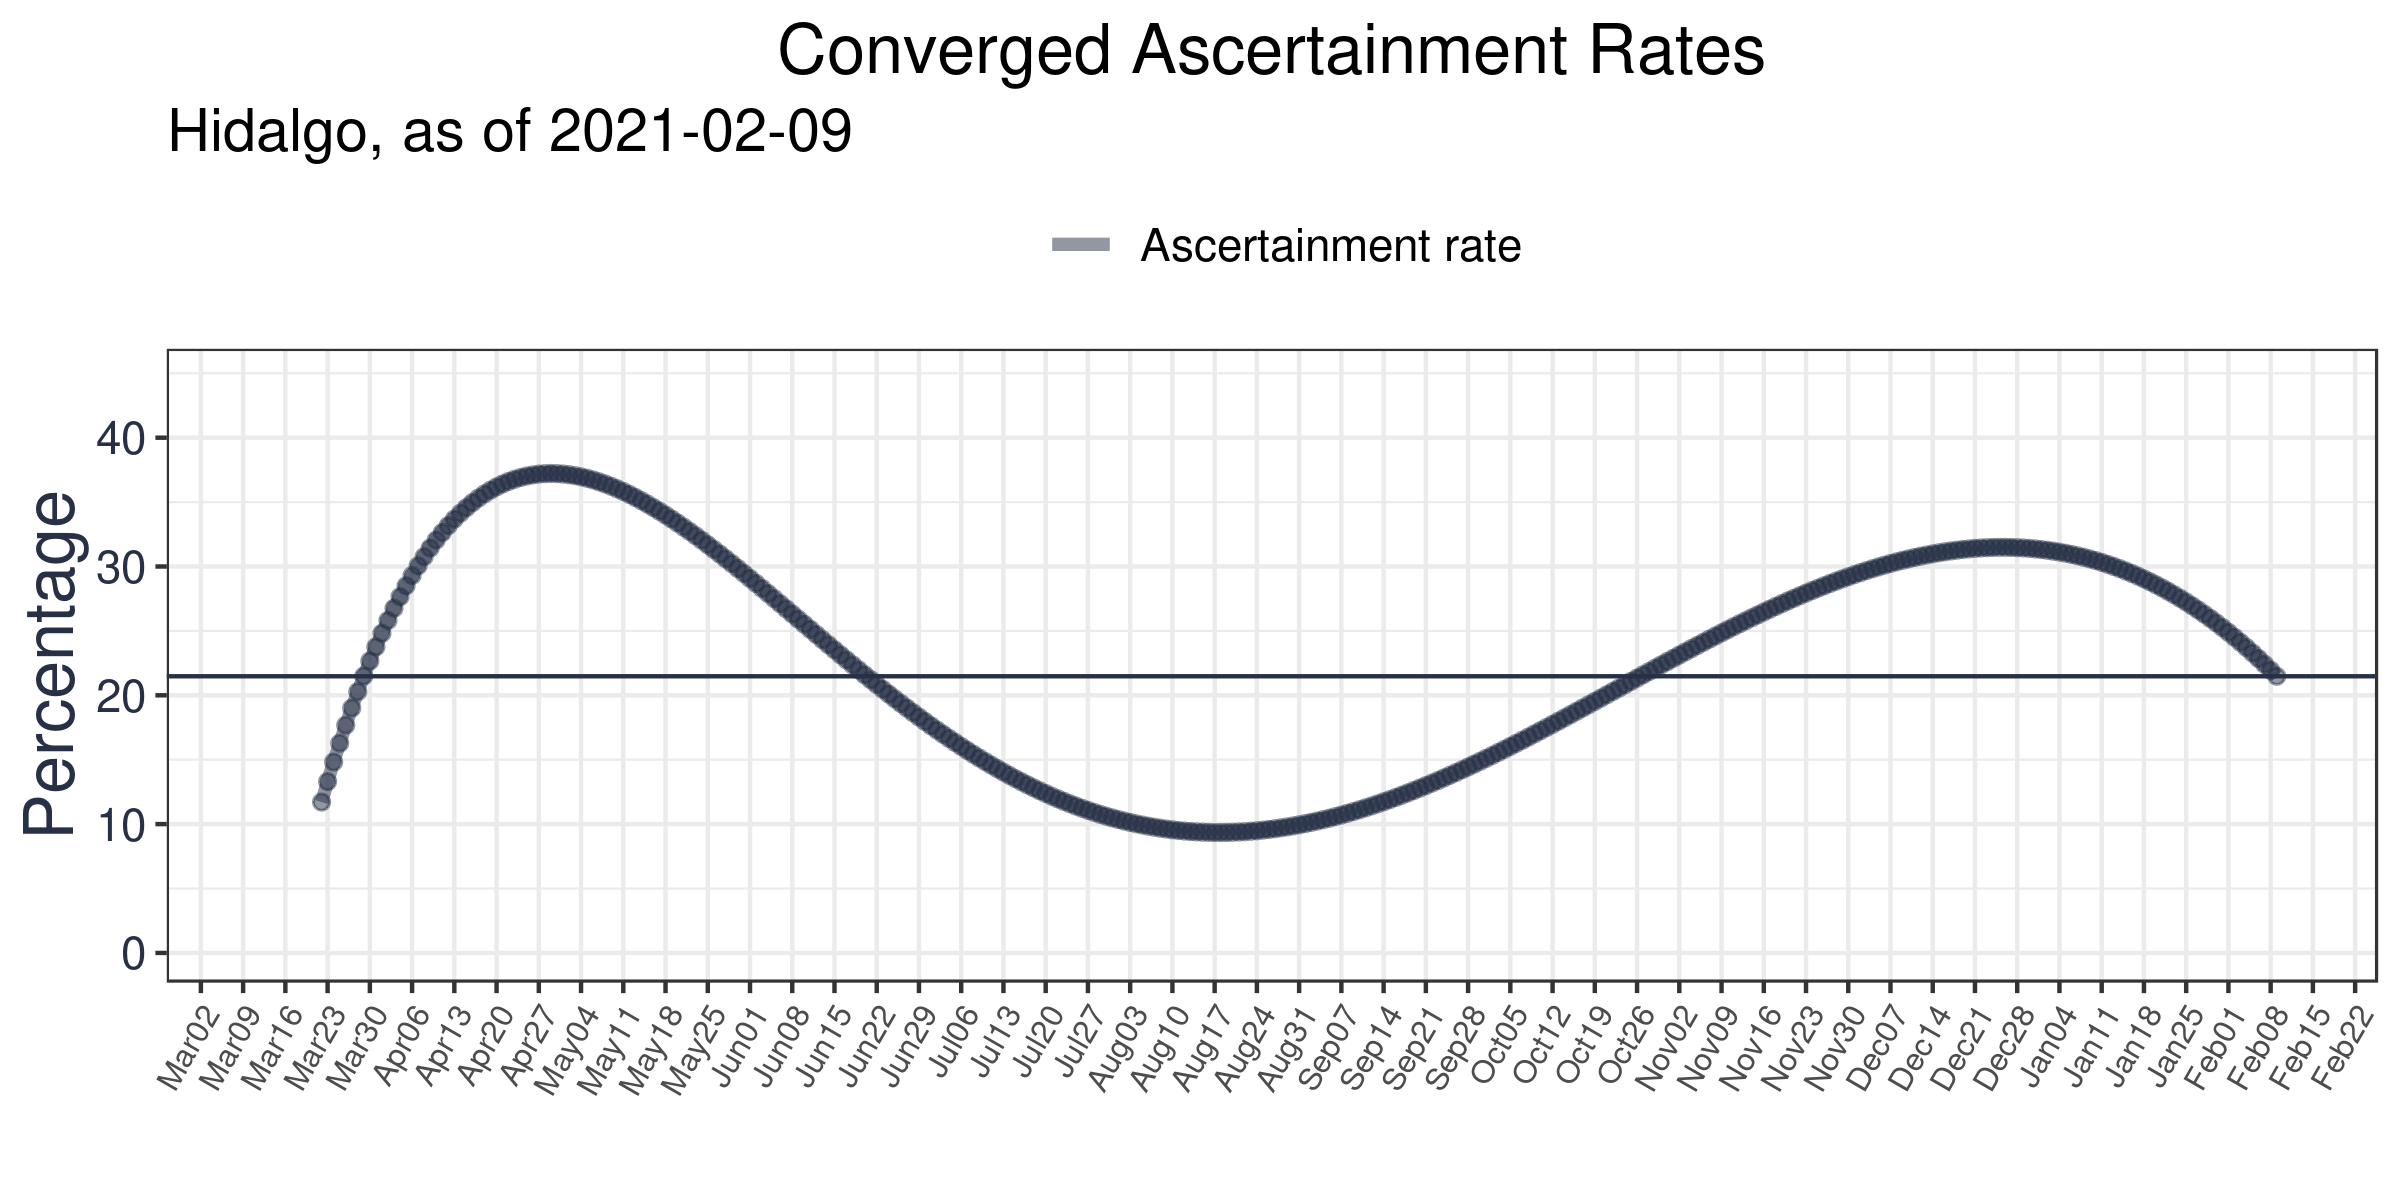 Converged Ascertainment Rates
Hidalgo, as of 2021-02-09
Ascertainment rate
Percentage
40
30
20
10
0
Mar02 Mar09 Mar16 Mar23 Mar30 Apr06 Apr13 Apr20 Apr27 May04 May11 May18 May25 Jun01 Jun08 Jun15 Jun22 Jun29 Jul06 Jul13 Jul20 Jul27 Aug03 Aug10 Aug17 Aug24 Aug31 Sep07 Sep14 Sep21 Sep28 Oct05 Oct12 Oct19 Oct26 Nov02 Nov09 Nov16 Nov23 Nov30 Dec07 Dec14 Dec21 Dec28 Jan04 Jan11 Jan18 Jan25 Feb01 Feb08 Feb15 Feb22